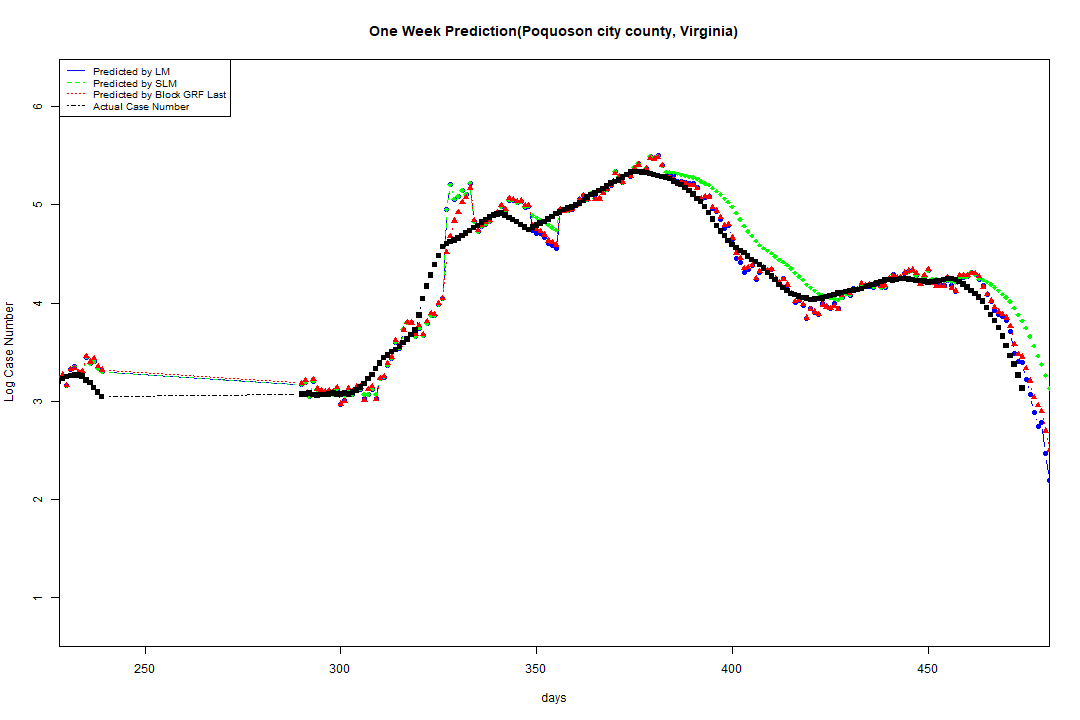 One Week Prediction(Poquoson city county, Virginia)
Predicted by LM
Predicted by SLM
Predicted by Block GRF Last
Actual Case Number
6
5
4
3
2
1
Log Case Number
250 300 350 400 450
days